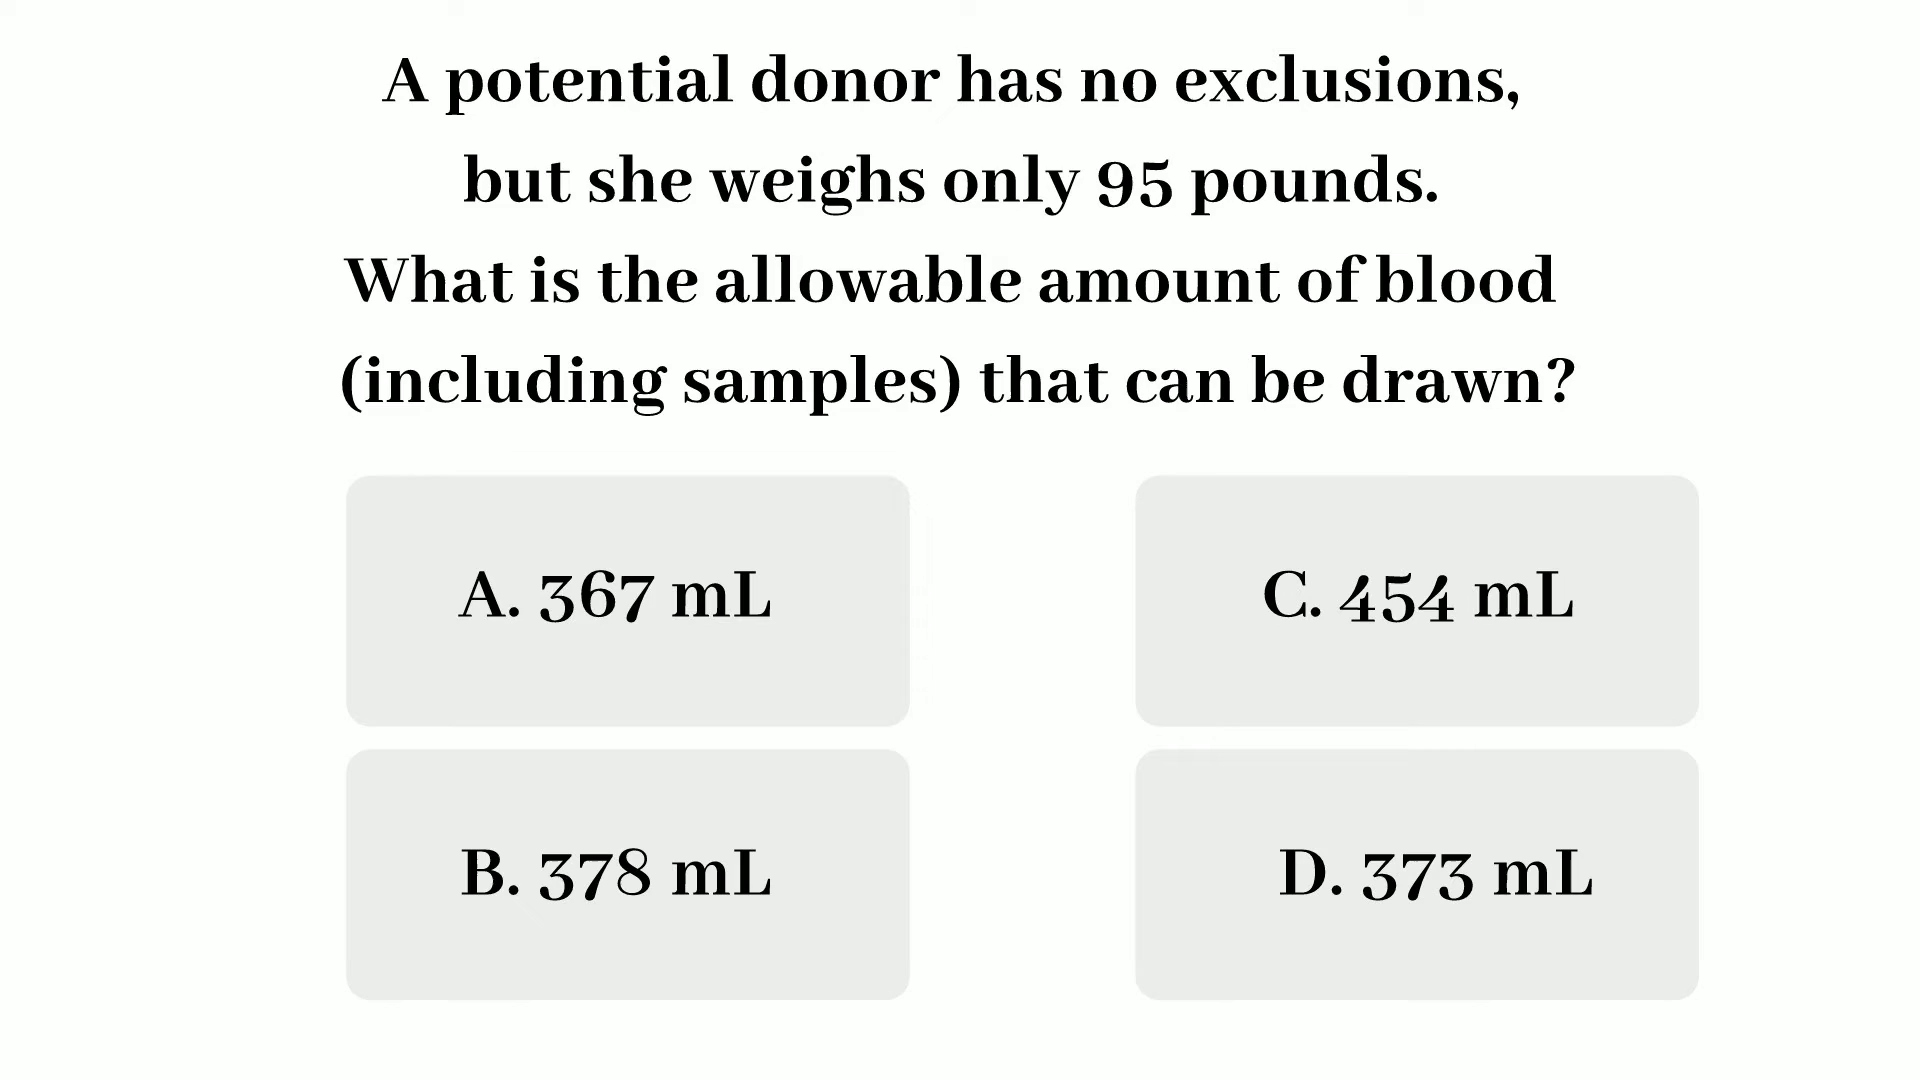 A potential donor has no exclusions,
but she weighs only 95 pounds.
What is the allowable amount of blood
(including samples) that can be drawn?
A. 367 mL
B. 378 mL
C. 454 mL
D. 373 mL